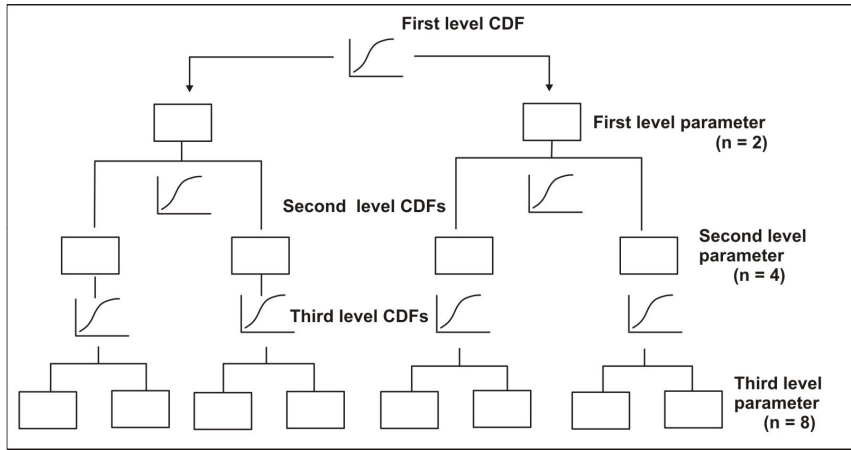 First level CDF
First level parameter
(n = 2)
Second level CDFs
Second level
parameter
(n = 4)
Third level CDFs
Third level
parameter
(n = 8)